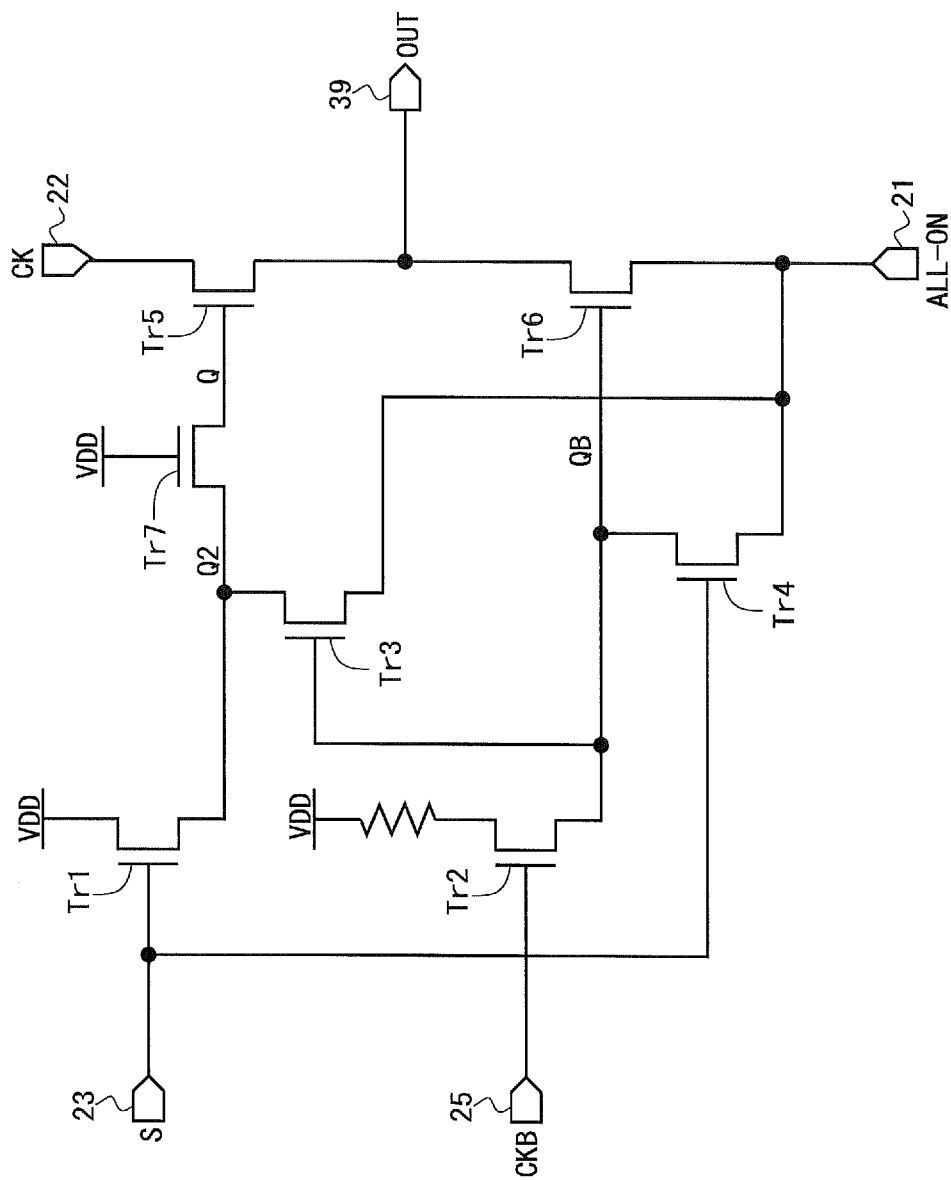 CK
22
VDD
Tr5
Q
39
OUT
Tr7
Q2
VDD
Tr1
Tr3
23
S
VDD
QB
Tr6
Tr2
25
CKB
Tr4
21
ALL-ON